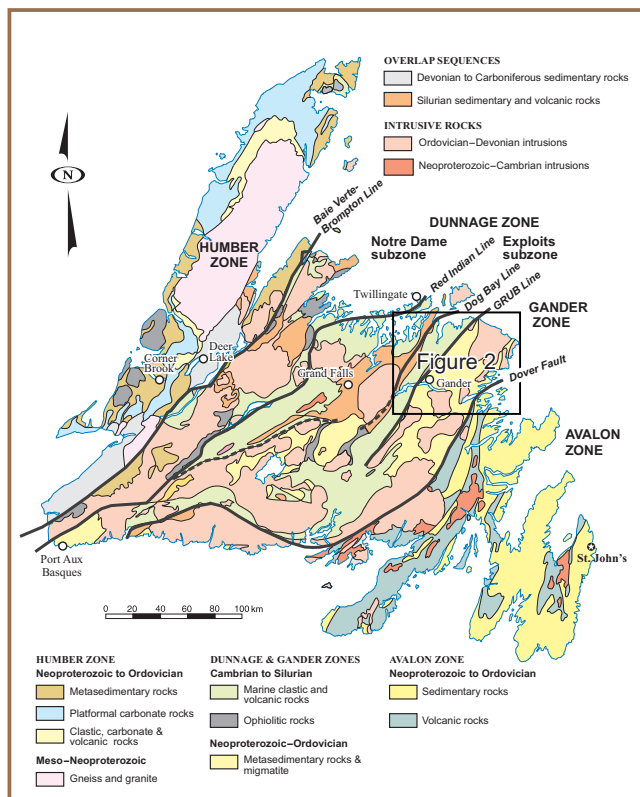 OVERLAP SEQUENCES
Devonian to Carboniferous sedimentary rocks
Silurian sedimentary and volcanic rocks
INTRUSIVE ROCKS
Ordovician–Devonian intrusions
Neoproterozoic–Cambrian intrusions
N
Baie Verte-
Brompton Line
DUNNAGE ZONE
Notre Dame
subzone
Exploits
subzone
HUMBER
ZONE
Red Indian Line
Twillingate
Dog Bay Line
GRUB Line
GANDER
ZONE
Deer
Lake
Corner
Brook
Figure 2
Grand Falls
Gander
Dover Fault
AVALON
ZONE
Port Aux
Basques
St. John's
0 20 40 60 80 100 km
HUMBER ZONE
Neoproterozoic to Ordovician
Metasedimentary rocks
Platformal carbonate rocks
Clastic, carbonate &
volcanic rocks
Meso–Neoproterozoic
Gneiss and granite
DUNNAGE & GANDER ZONES
Cambrian to Silurian
Marine clastic and
volcanic rocks
Ophiolitic rocks
Neoproterozoic–Ordovician
Metasedimentary rocks &
migmatite
AVALON ZONE
Neoproterozoic to Ordovician
Sedimentary rocks
Volcanic rocks